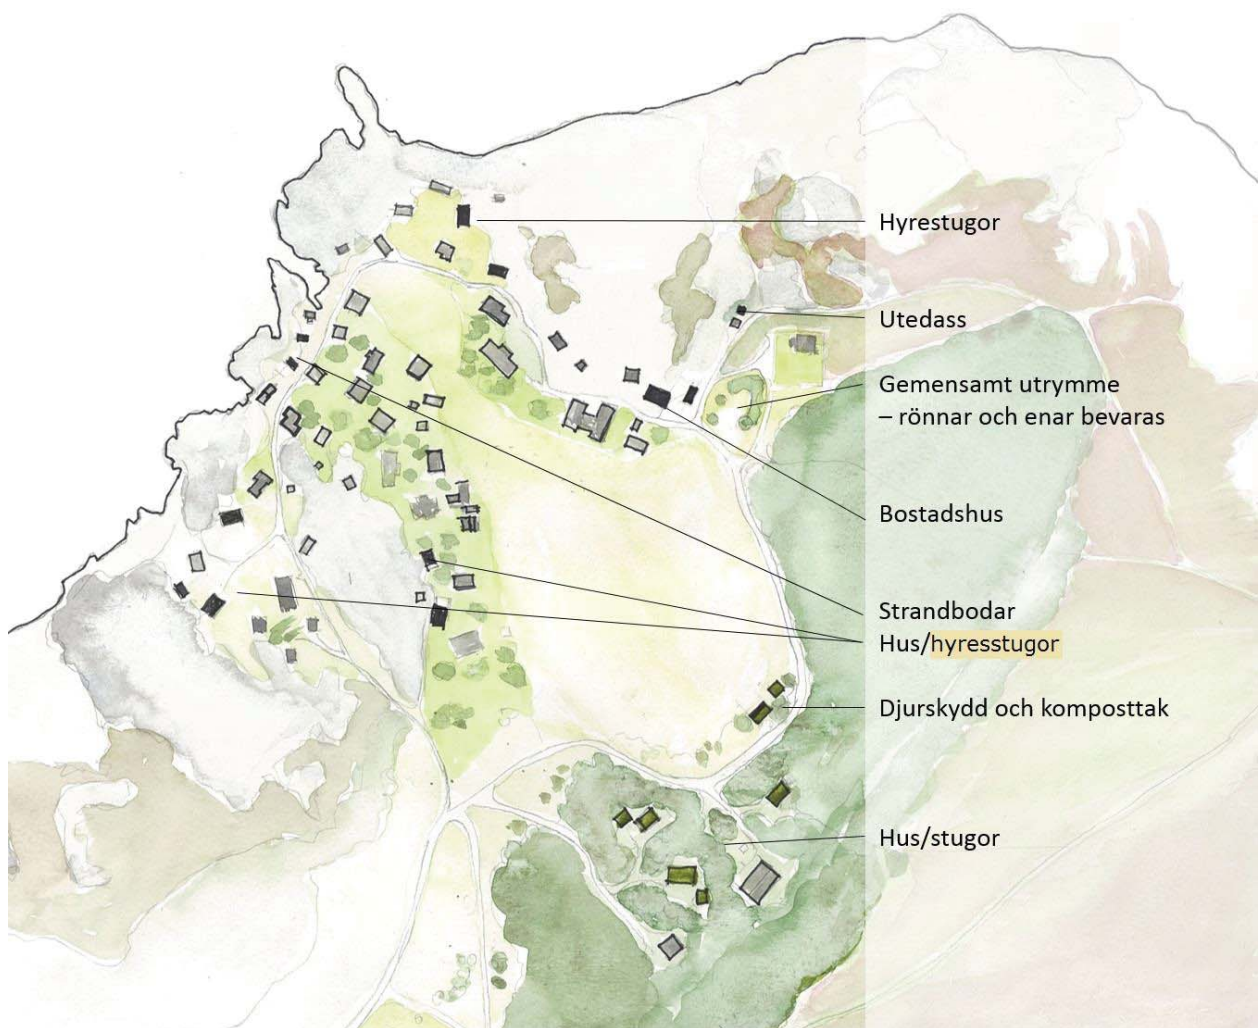 Hyrestugor
Utedass
Gemensamt utrymme
– rönnar och enar bevaras
Bostadshus
Strandbodar
Hus/hyresstugor
Djurskydd och komposttak
Hus/stugor